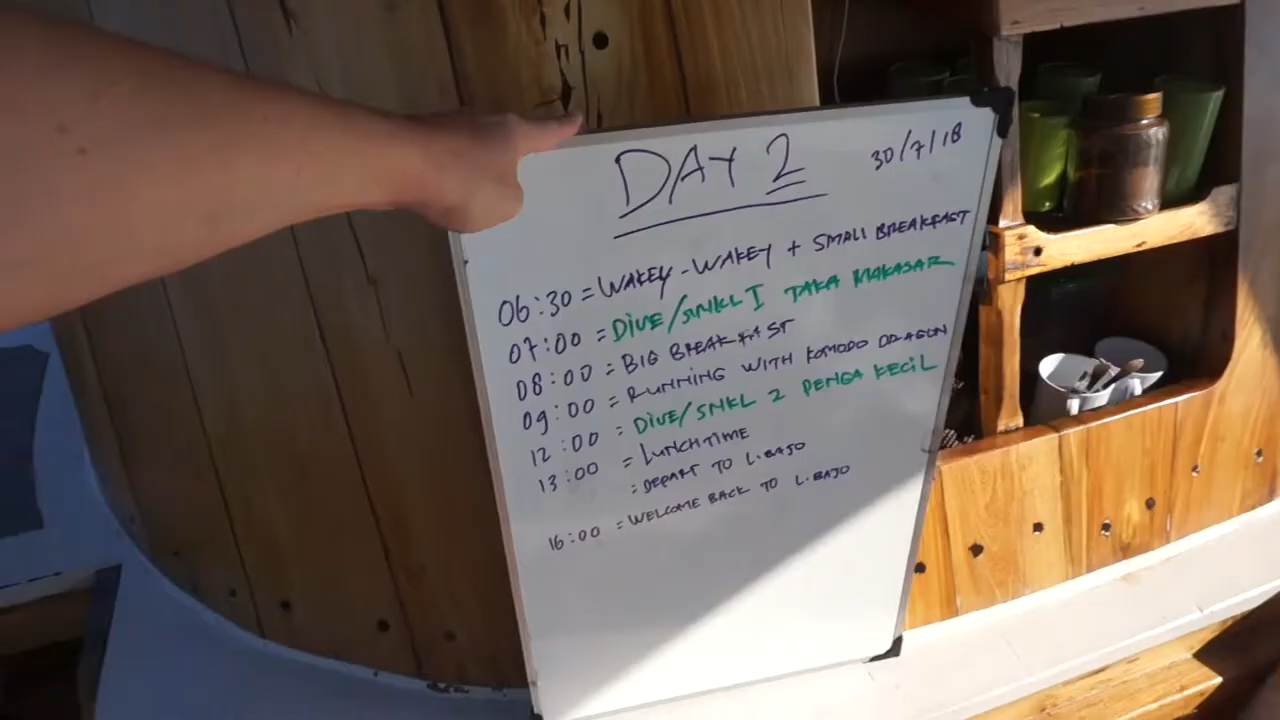 DAY 2
30/7/18
06:30 = WAKEY-WAKEY + SMALL BREAKFAST
07:00 = DIVE/SNKL I TAKA MAKASAR
08:00 = BIG BREAKFAST
09:00 = RUNNING WITH KOMODO DRAGON
12:00 = DIVE/SNKL 2 PENGA KECIL
13:00 = LUNCHTIME
= DEPART TO L.BAJO
16:00 = WELCOME BACK TO L.BAJO